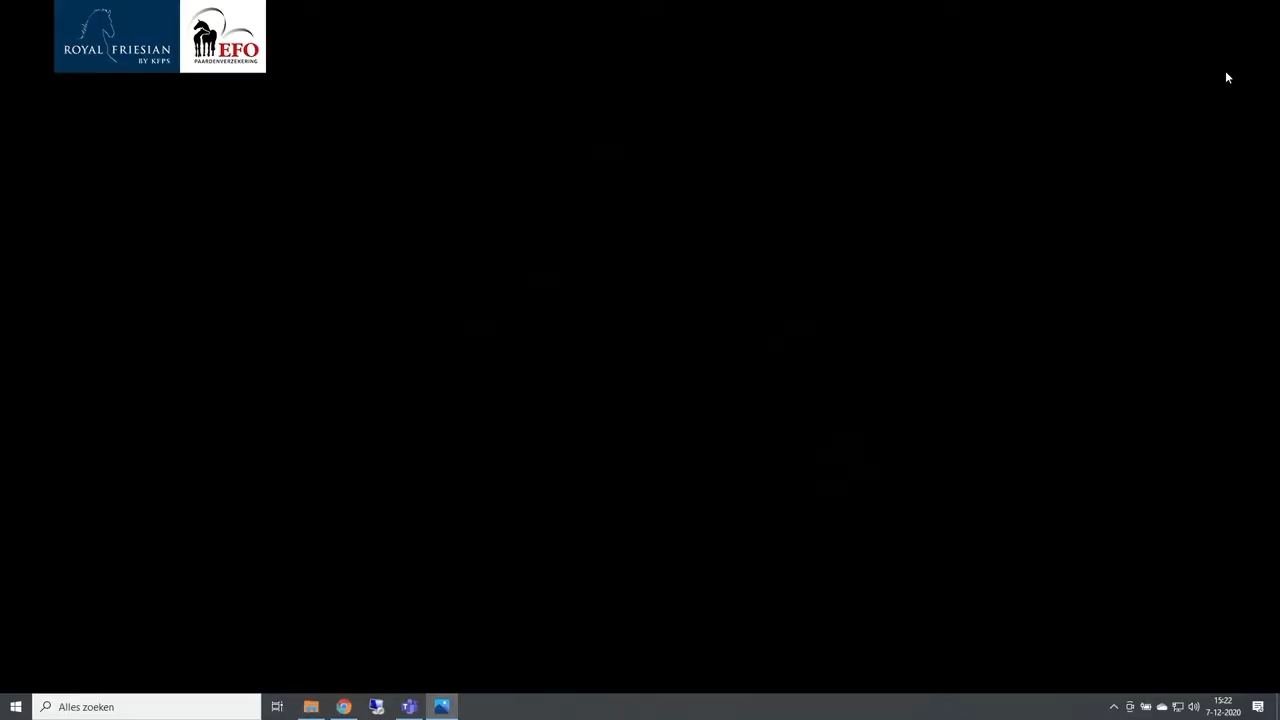 ROYAL FRIESIAN
BY KFPS
EFO
PAARDENVERZEKERING
Alles zoeken
15:22
7-12-2020